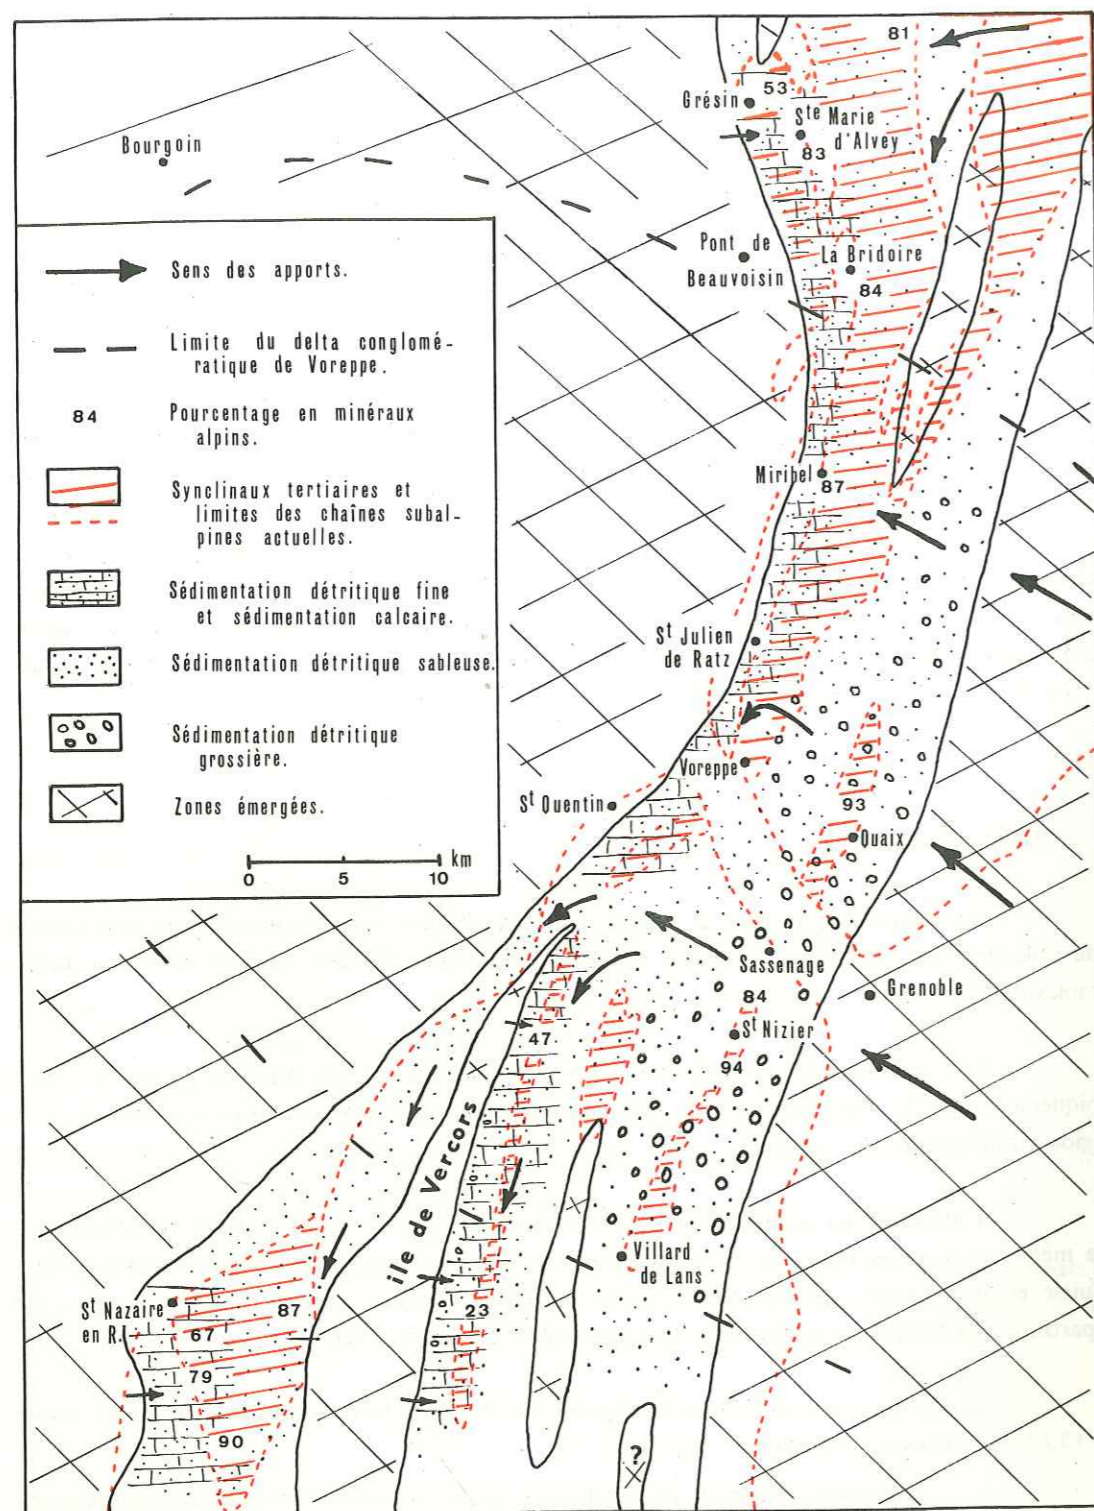 81
53
Grésin
Ste Marie
d'Alvey
83
Bourgoin
Pont de
Beauvoisin
La Bridoire
84
Sens des apports.
Limite du delta conglomé-
ratique de Voreppe.
84
Pourcentage en minéraux
alpins.
Synclinaux tertiaires et
limites des chaînes subal-
pines actuelles.
Sédimentation détritique fine
et sédimentation calcaire.
Sédimentation détritique sableuse.
Sédimentation détritique
grossière.
Zones émergées.
km
0 5 10
Miribel
87
St Julien
de Ratz
Voreppe
St Quentin
93
Quaix
Sassenage
84
Grenoble
St Nizier
94
47
île de Vercors
Villard
de Lans
St Nazaire
en R.
87
67
23
79
90
?